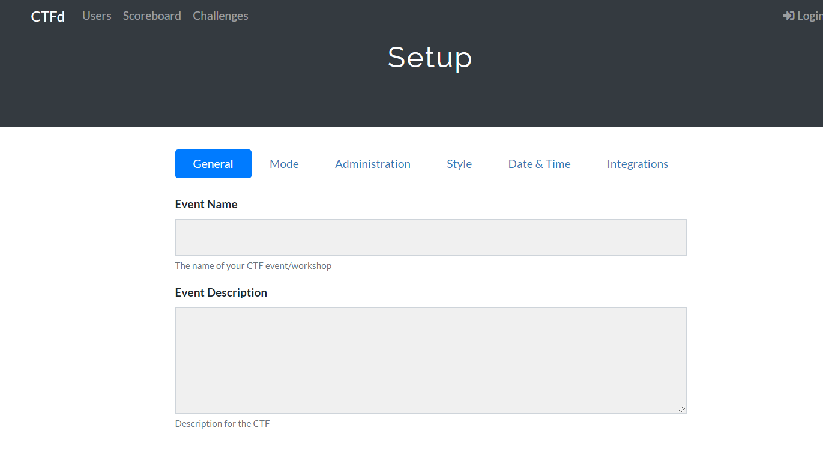 CTFd Users Scoreboard Challenges Login
Setup
General Mode Administration Style Date & Time Integrations
Event Name
The name of your CTF event/workshop
Event Description
Description for the CTF